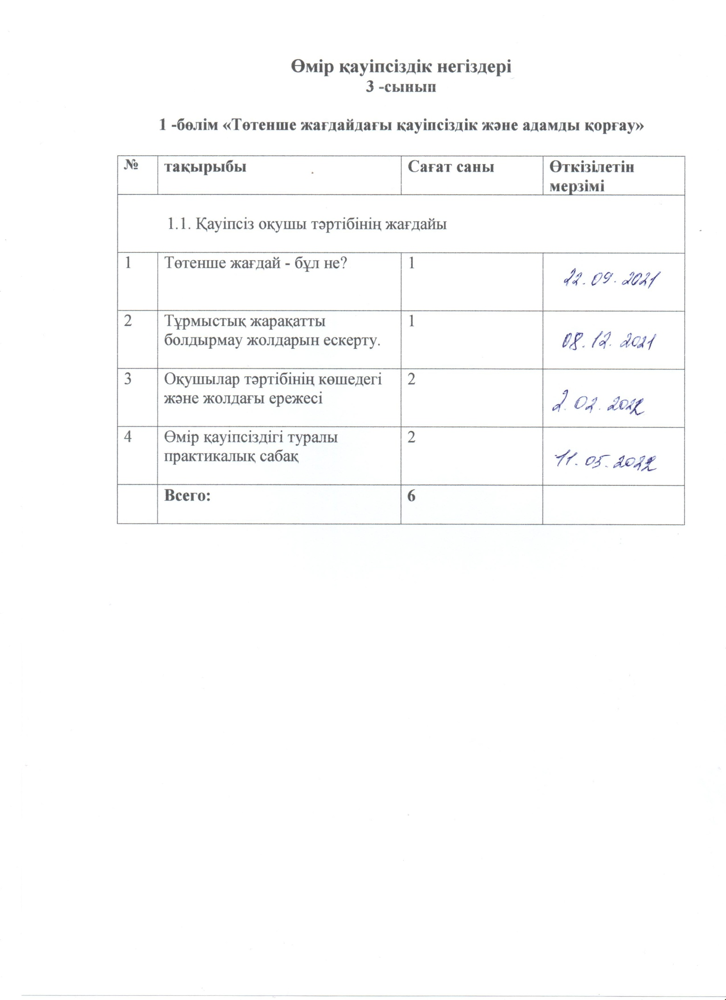 Өмір қауіпсіздік негіздері
3 -сынып
1 -бөлім «Төтенше жағдайдағы қауіпсіздік және адамды қорғау»
№ тақырыбы Сағат саны Өткізілетін
мерзімі
1.1. Қауіпсіз оқушы тәртібінің жағдайы
1 Төтенше жағдай - бұл не? 1
22.09.2021
2 Тұрмыстық жарақатты 1
болдырмау жолдарын ескерту.
08.12.2021
3 Оқушылар тәртібінің көшедегі 2
және жолдағы ережесі
2.02.2022
4 Өмір қауіпсіздігі туралы 2
практикалық сабақ
11.05.2022
Всего: 6